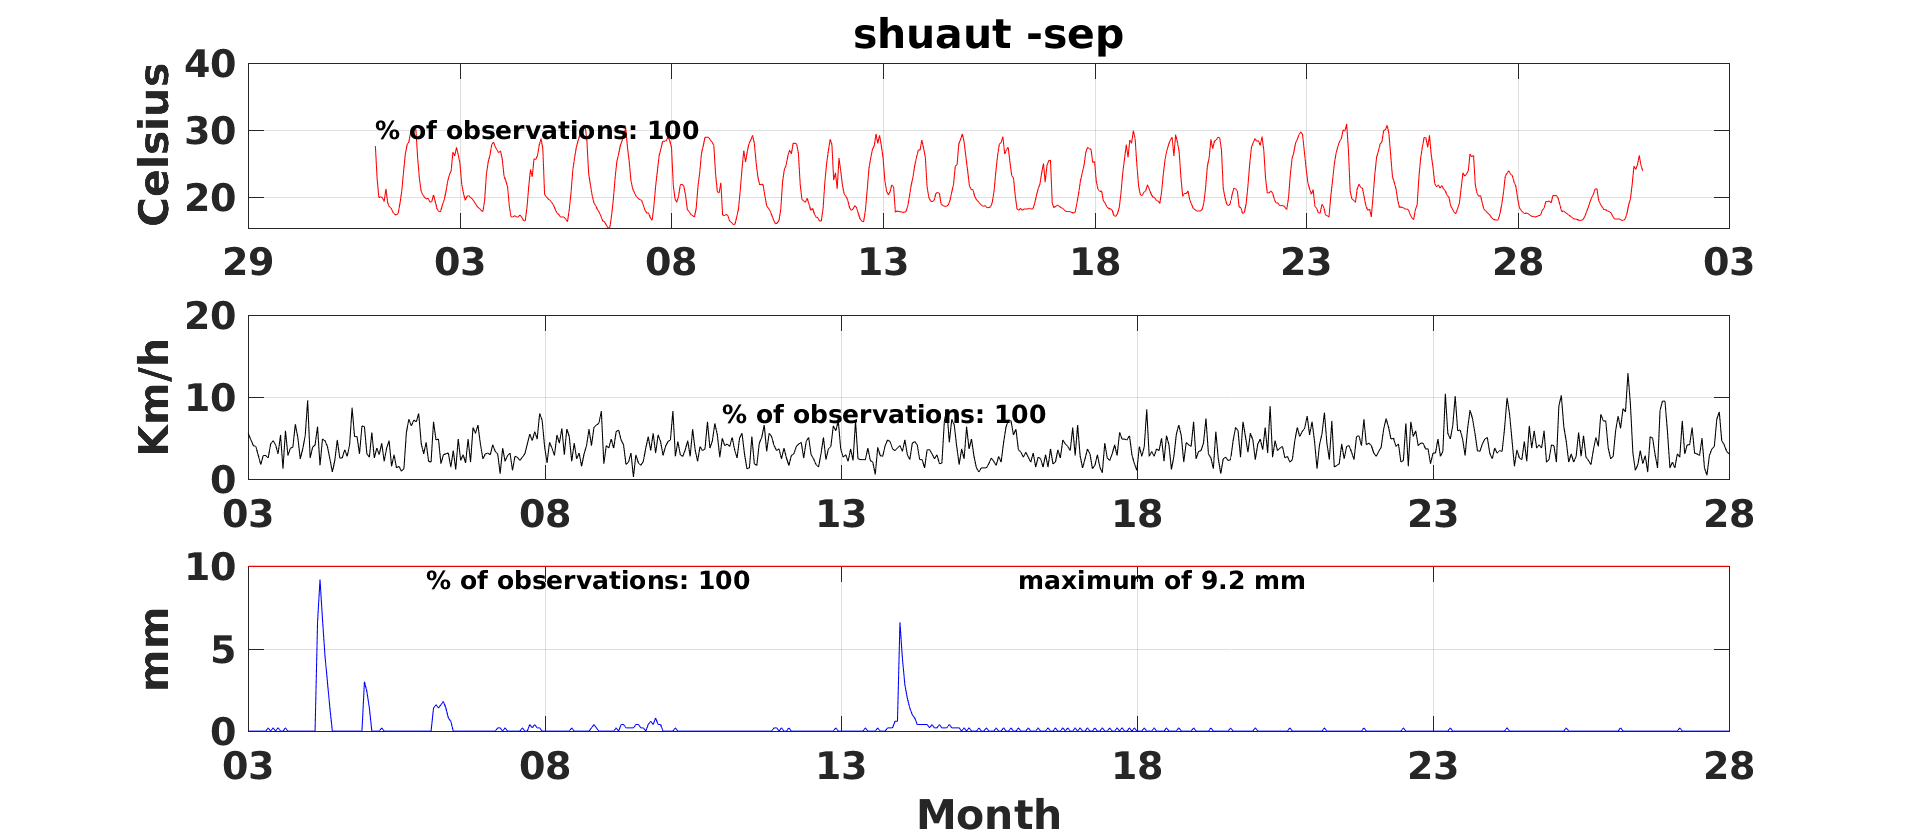 shuaut -sep
Celsius
40
30
20
% of observations: 100
29 03 08 13 18 23 28 03
Km/h
20
10
0
% of observations: 100
03 08 13 18 23 28
mm
10
5
0
% of observations: 100 maximum of 9.2 mm
03 08 13 18 23 28
Month